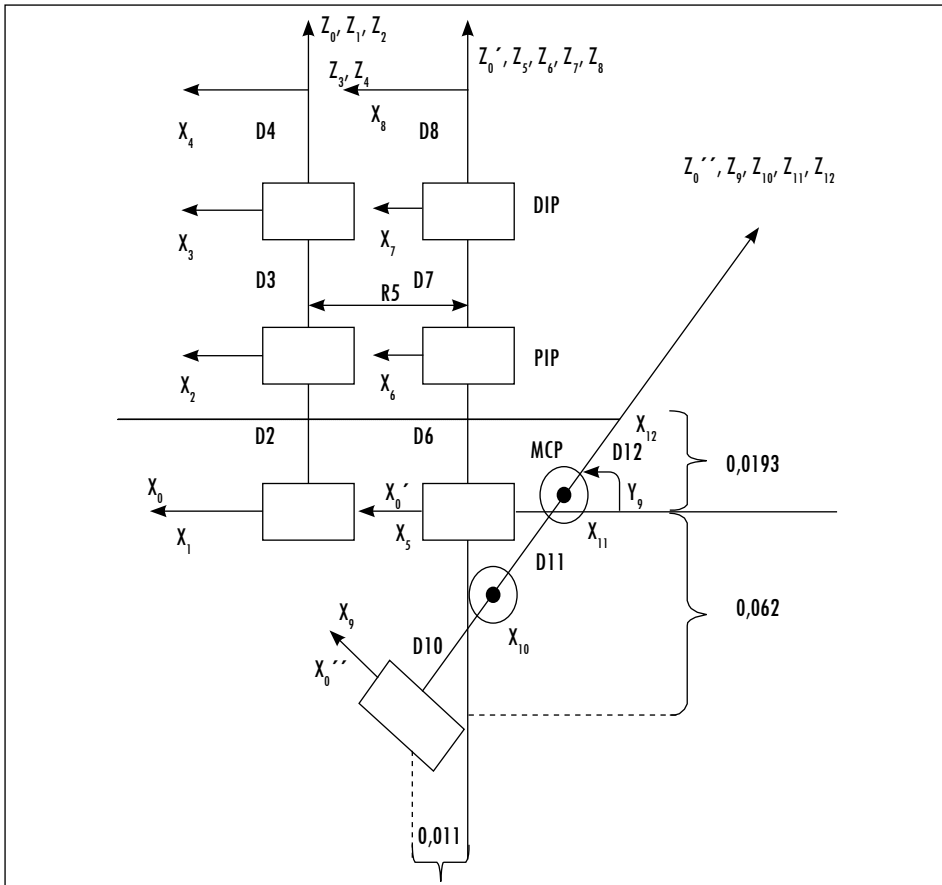 Z₀, Z₁, Z₂
Z₀´, Z₅, Z₆, Z₇, Z₈
Z₃, Z₄
X₄
D4
X₈
D8
Z₀´´, Z₉, Z₁₀, Z₁₁, Z₁₂
DIP
X₃
X₇
D3
D7
R5
PIP
X₂
X₆
D2
D6
X₁₂
MCP
D12
0,0193
X₀
X₀´
Y₉
X₁
X₅
X₁₁
D11
0,062
X₉
D10
X₁₀
X₀´´
0,011